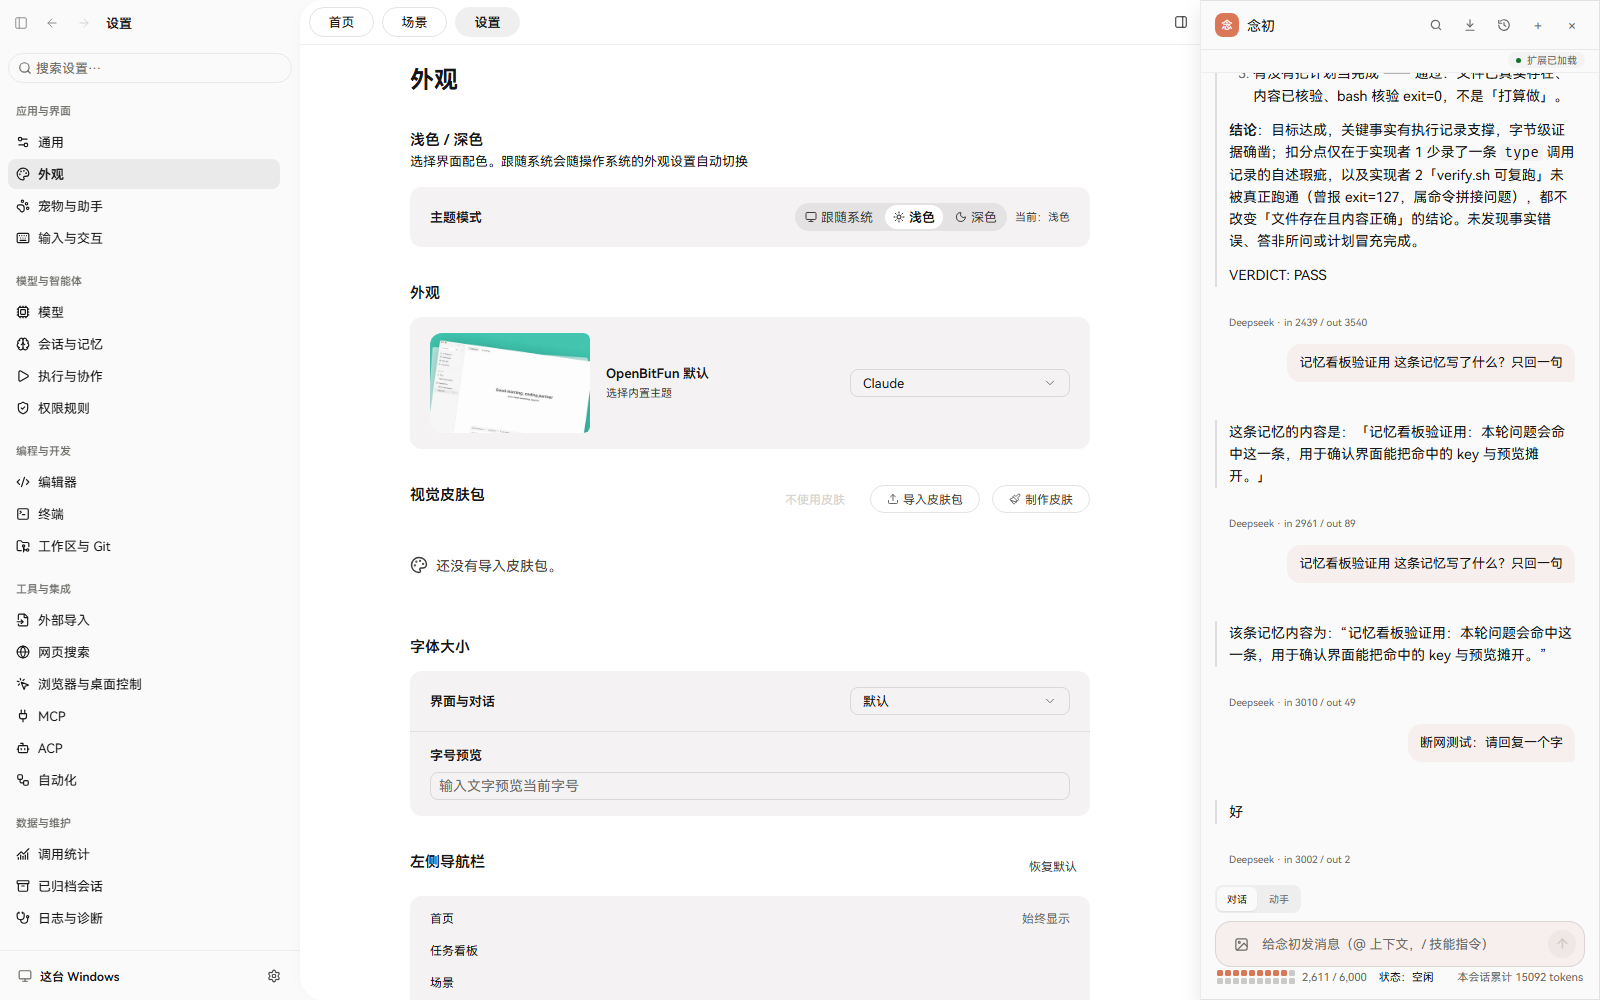 设置
搜索设置…
应用与界面
通用
外观
宠物与助手
输入与交互
模型与智能体
模型
会话与记忆
执行与协作
权限规则
编程与开发
编辑器
终端
工作区与 Git
工具与集成
外部导入
网页搜索
浏览器与桌面控制
MCP
ACP
自动化
数据与维护
调用统计
已归档会话
日志与诊断
这台 Windows
首页
场景
设置
外观
浅色 / 深色
选择界面配色。跟随系统会随操作系统的外观设置自动切换
主题模式
跟随系统 浅色 深色 当前：浅色
外观
OpenBitFun 默认
选择内置主题
Claude
视觉皮肤包
不使用皮肤 导入皮肤包 制作皮肤
还没有导入皮肤包。
字体大小
界面与对话
默认
字号预览
输入文字预览当前字号
左侧导航栏
恢复默认
首页
始终显示
任务看板
场景
念 念初
扩展已加载
3. 有没有把计划当完成 —— 通过：文件已真实存在、
内容已核验、bash 核验 exit=0，不是「打算做」。
结论：目标达成，关键事实有执行记录支撑，字节级证
据确凿；扣分点仅在于实现者 1 少录了一条 type 调用
记录的自述瑕疵，以及实现者 2「verify.sh 可复跑」未
被真正跑通（曾报 exit=127，属命令拼接问题），都不
改变「文件存在且内容正确」的结论。未发现事实错
误、答非所问或计划冒充完成。
VERDICT: PASS
Deepseek · in 2439 / out 3540
记忆看板验证用 这条记忆写了什么？只回一句
这条记忆的内容是：「记忆看板验证用：本轮问题会命
中这一条，用于确认界面能把命中的 key 与预览摊
开。」
Deepseek · in 2961 / out 89
记忆看板验证用 这条记忆写了什么？只回一句
该条记忆内容为：“记忆看板验证用：本轮问题会命中这
一条，用于确认界面能把命中的 key 与预览摊开。”
Deepseek · in 3010 / out 49
断网测试：请回复一个字
好
Deepseek · in 3002 / out 2
对话 动手
给念初发消息（@ 上下文，/ 技能指令）
2,611 / 6,000 状态：空闲 本会话累计 15092 tokens